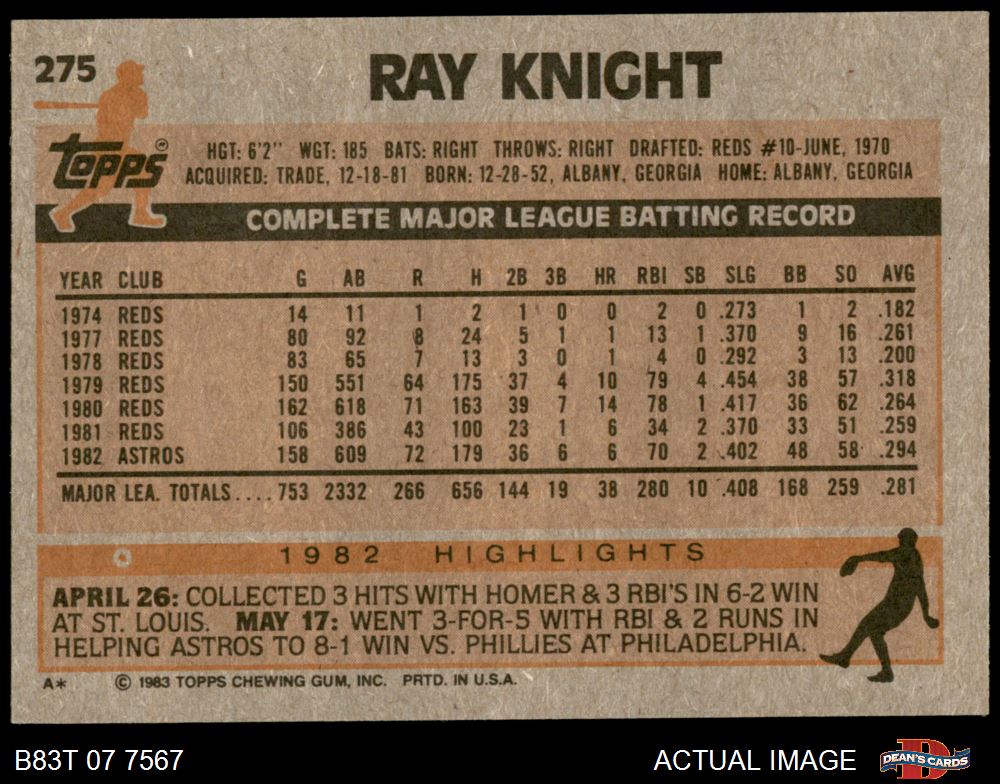 275
RAY KNIGHT
TOPPS®
HGT: 6'2" WGT: 185 BATS: RIGHT THROWS: RIGHT DRAFTED: REDS #10-JUNE, 1970
ACQUIRED: TRADE, 12-18-81 BORN: 12-28-52, ALBANY, GEORGIA HOME: ALBANY, GEORGIA
COMPLETE MAJOR LEAGUE BATTING RECORD
YEAR CLUB G AB R H 2B 3B HR RBI SB SLG BB SO AVG
1974 REDS 14 11 1 2 1 0 0 2 0 .273 1 2 .182
1977 REDS 80 92 8 24 5 1 1 13 1 .370 9 16 .261
1978 REDS 83 65 7 13 3 0 1 4 0 .292 3 13 .200
1979 REDS 150 551 64 175 37 4 10 79 4 .454 38 57 .318
1980 REDS 162 618 71 163 39 7 14 78 1 .417 36 62 .264
1981 REDS 106 386 43 100 23 1 6 34 2 .370 33 51 .259
1982 ASTROS 158 609 72 179 36 6 6 70 2 .402 48 58 .294
MAJOR LEA. TOTALS.... 753 2332 266 656 144 19 38 280 10 .408 168 259 .281
1982 HIGHLIGHTS
APRIL 26: COLLECTED 3 HITS WITH HOMER & 3 RBI'S IN 6-2 WIN
AT ST. LOUIS. MAY 17: WENT 3-FOR-5 WITH RBI & 2 RUNS IN
HELPING ASTROS TO 8-1 WIN VS. PHILLIES AT PHILADELPHIA.
A* © 1983 TOPPS CHEWING GUM, INC. PRTD. IN U.S.A.
B83T 07 7567 ACTUAL IMAGE
DEAN'S CARDS